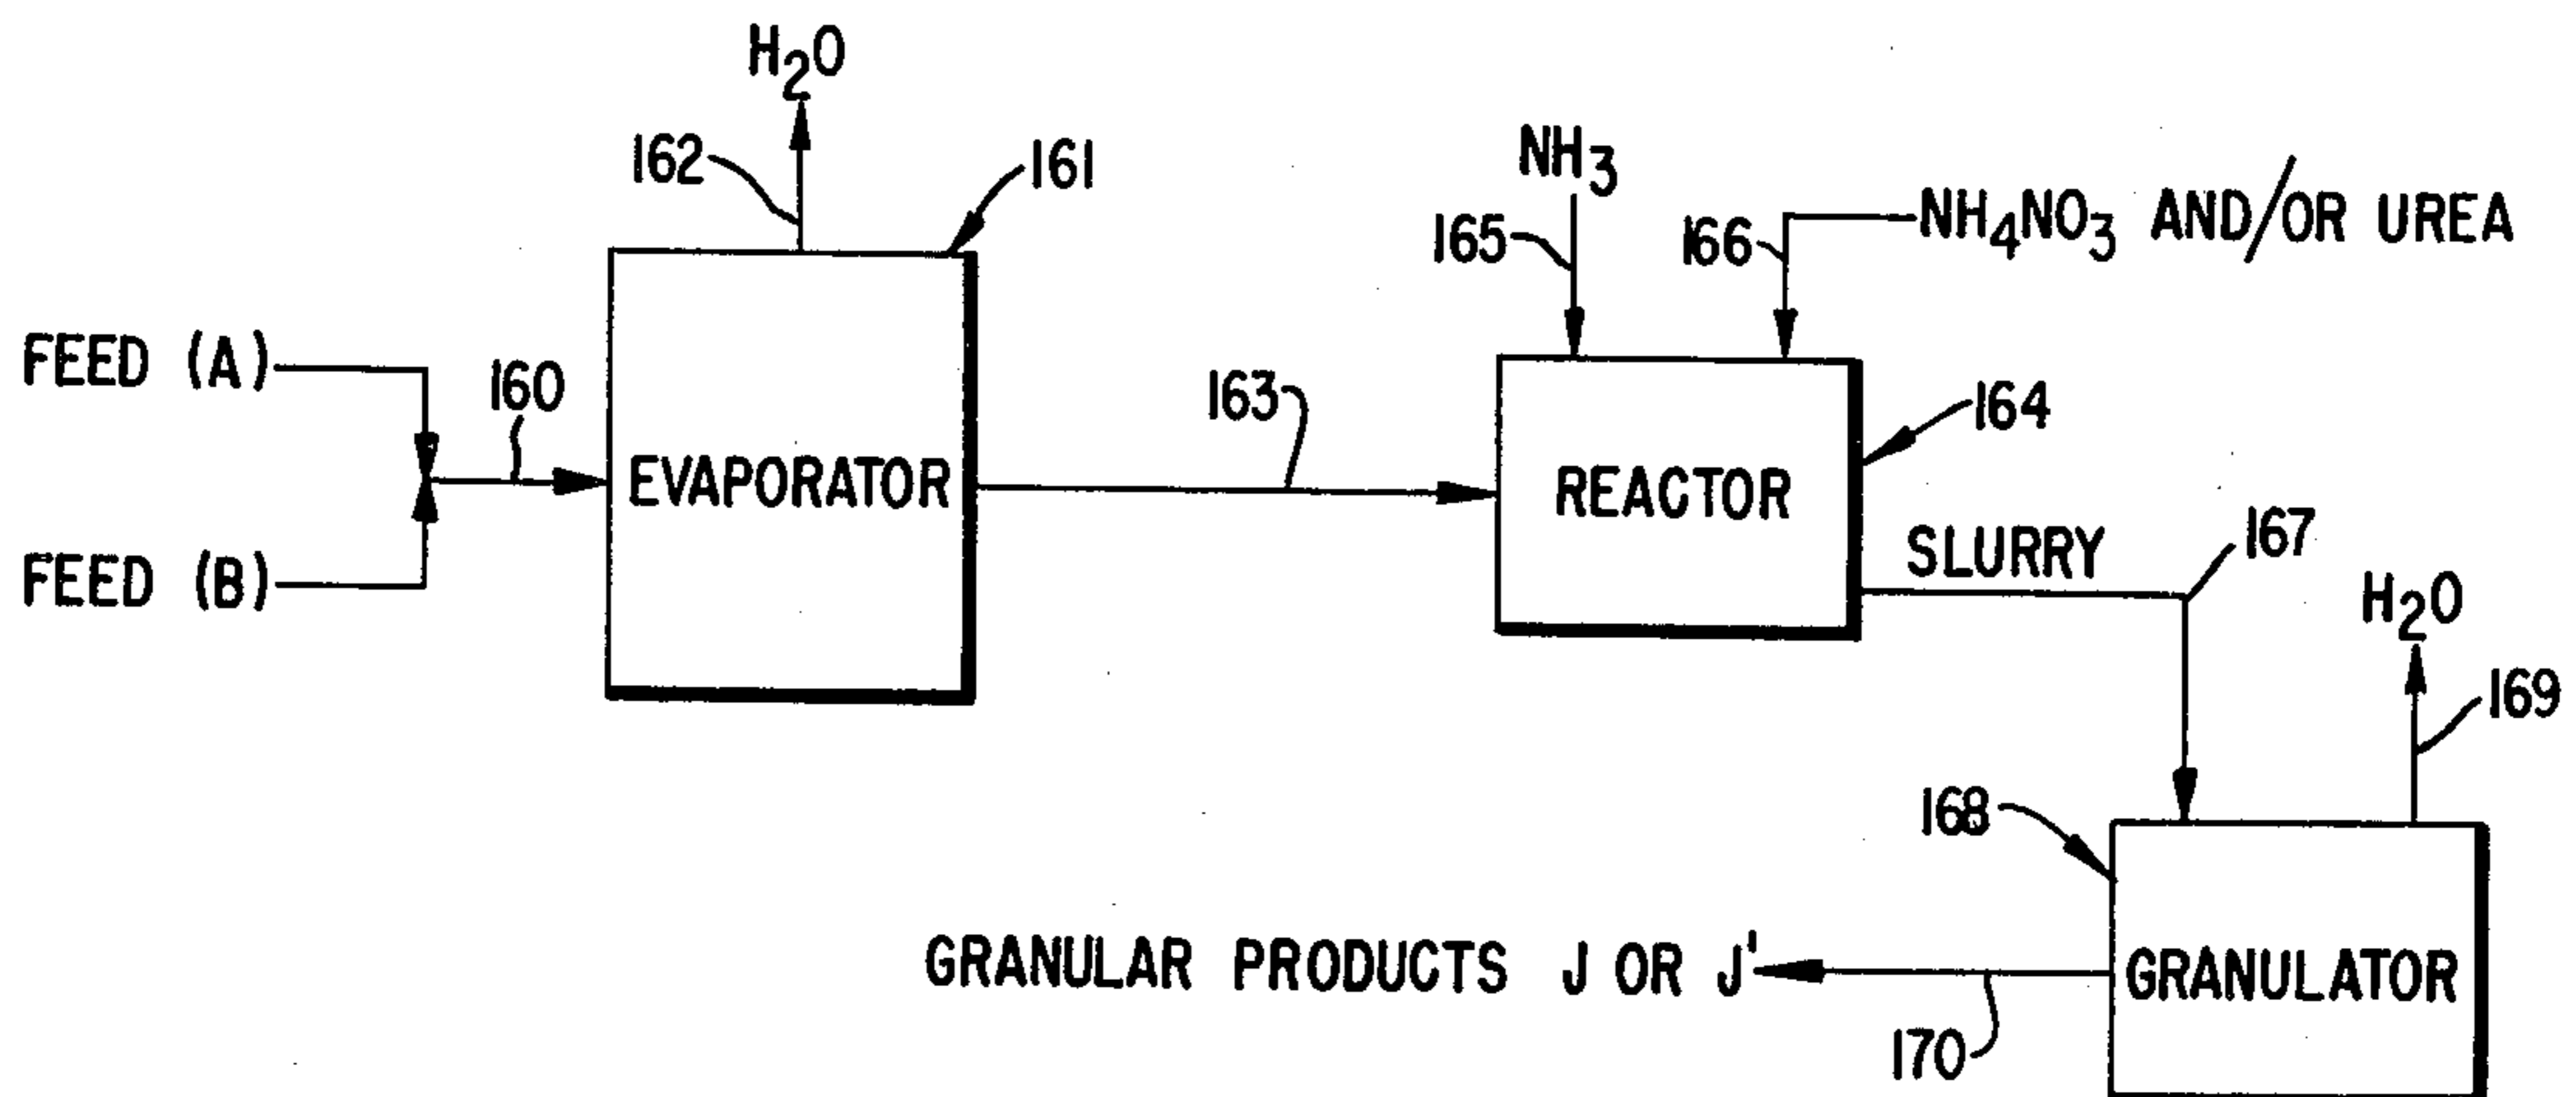 H2O
162
161
NH3
165
166
NH4NO3 AND/OR UREA
FEED (A)
160
EVAPORATOR
163
REACTOR
164
FEED (B)
SLURRY
167
H2O
169
168
GRANULAR PRODUCTS J OR J'
GRANULATOR
170